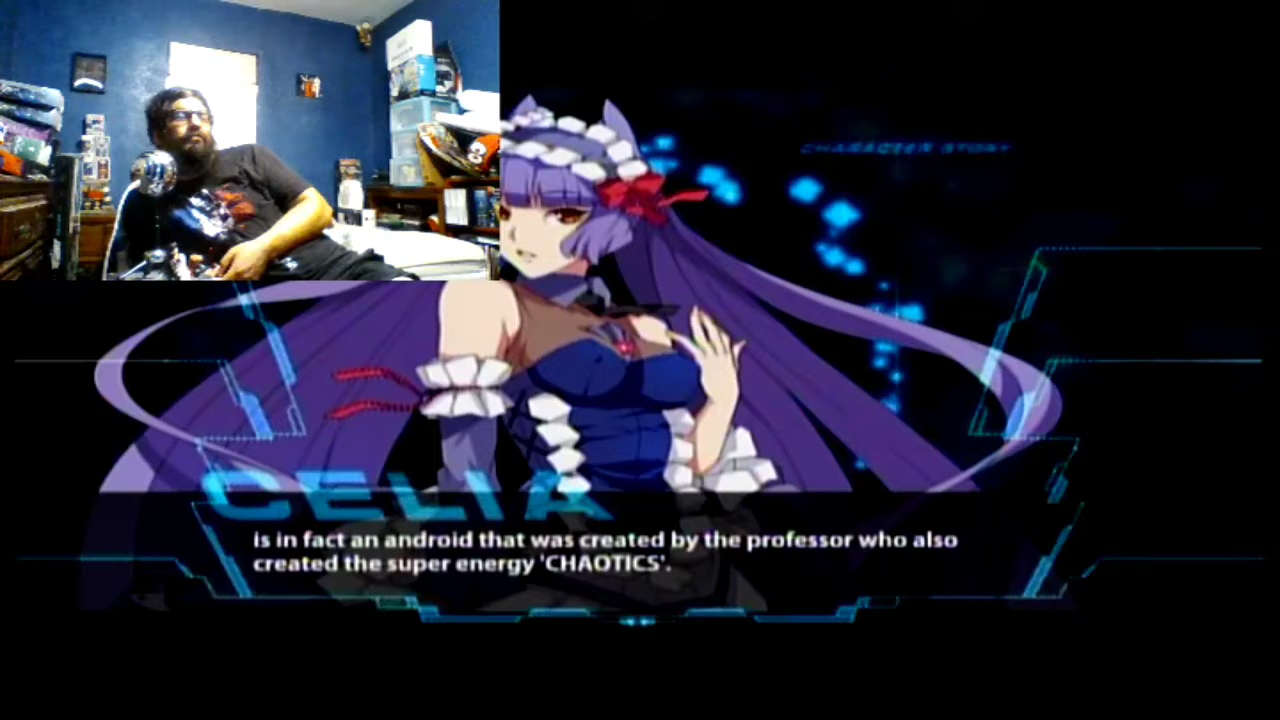 CHARACTER STORY
CELIA
is in fact an android that was created by the professor who also
created the super energy 'CHAOTICS'.